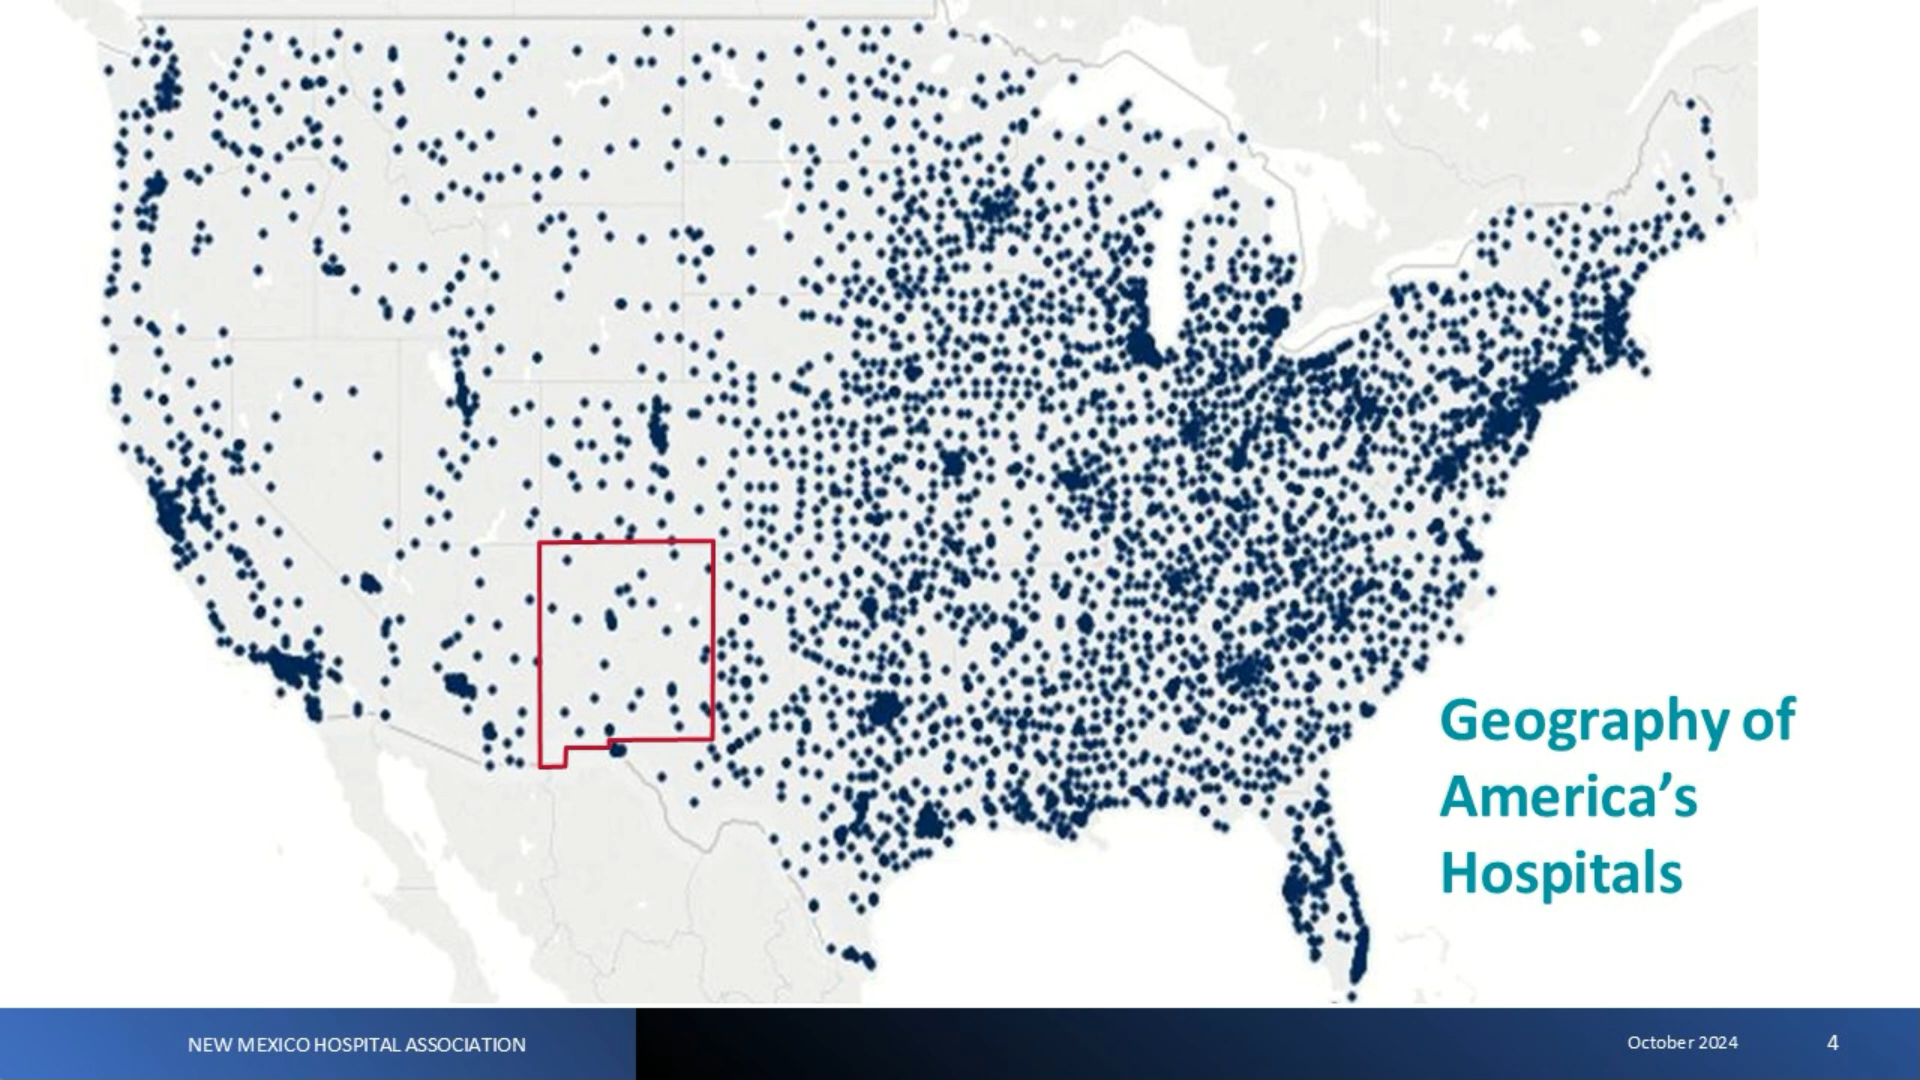 Geography of
America’s
Hospitals
NEW MEXICO HOSPITAL ASSOCIATION
October 2024
4